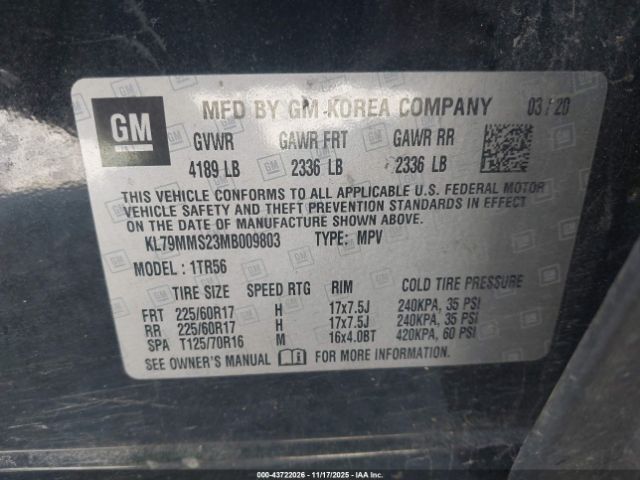 GM
MFD BY GM KOREA COMPANY 03/20
GVWR GAWR FRT GAWR RR
4189 LB 2336 LB 2336 LB
THIS VEHICLE CONFORMS TO ALL APPLICABLE U.S. FEDERAL MOTOR
VEHICLE SAFETY AND THEFT PREVENTION STANDARDS IN EFFECT
ON THE DATE OF MANUFACTURE SHOWN ABOVE.
KL79MMS23MB009803 TYPE: MPV
MODEL: 1TR56
TIRE SIZE SPEED RTG RIM COLD TIRE PRESSURE
FRT 225/60R17 H 17x7.5J 240KPA, 35 PSI
RR 225/60R17 H 17x7.5J 240KPA, 35 PSI
SPA T125/70R16 M 16x4.0BT 420KPA, 60 PSI
SEE OWNER'S MANUAL FOR MORE INFORMATION.
000-43722026 - 11/17/2025 - IAA Inc.